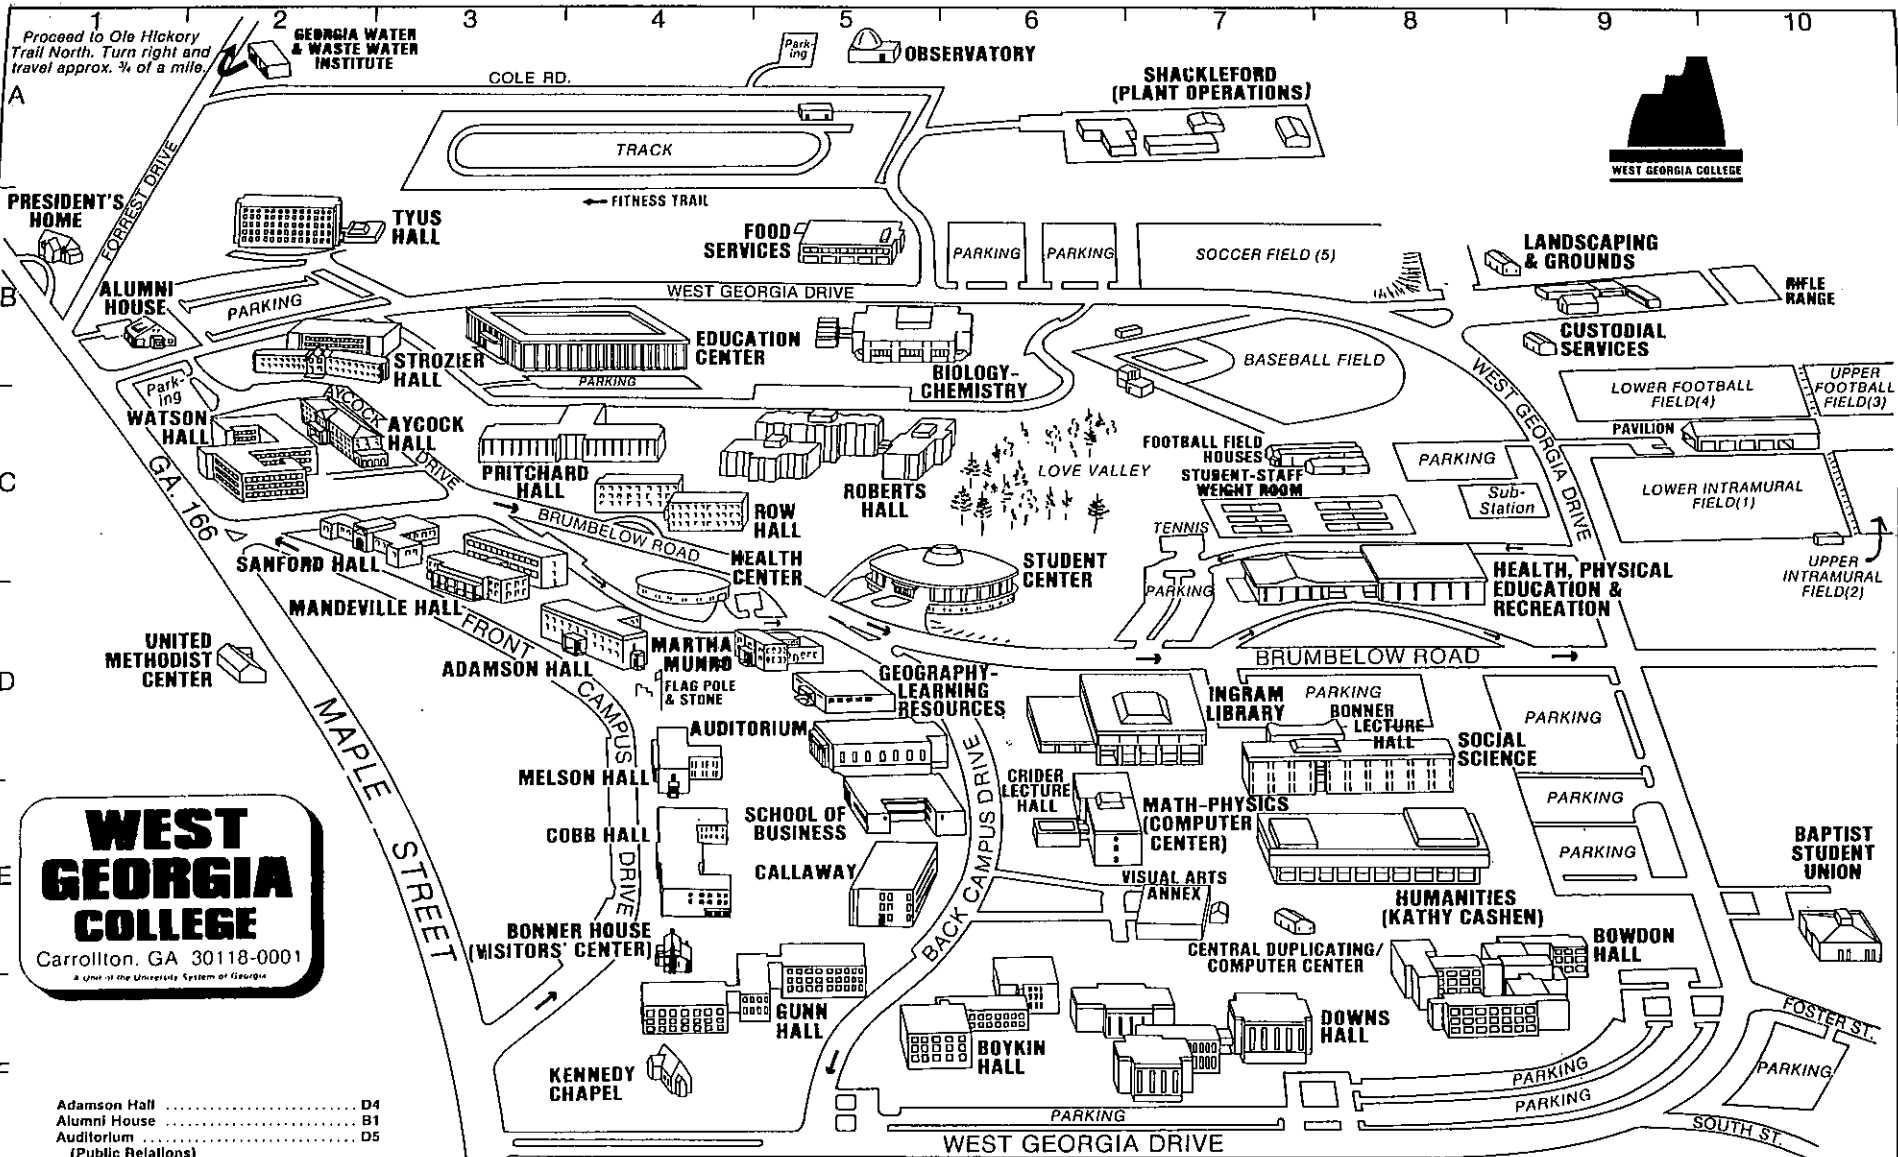 1 2 3 4 5 6 7 8 9 10
Proceed to Ole Hickory
Trail North. Turn right and
travel approx. ¾ of a mile.
GEORGIA WATER
& WASTE WATER
INSTITUTE
Park-
ing
OBSERVATORY
COLE RD.
SHACKLEFORD
(PLANT OPERATIONS)
A
TRACK
WEST GEORGIA COLLEGE
FORREST DRIVE
PRESIDENT'S
HOME
FITNESS TRAIL
TYUS
HALL
FOOD
SERVICES
PARKING
PARKING
SOCCER FIELD (5)
LANDSCAPING
& GROUNDS
RIFLE
RANGE
B
ALUMNI
HOUSE
PARKING
WEST GEORGIA DRIVE
EDUCATION
CENTER
STROZIER
HALL
PARKING
BIOLOGY-
CHEMISTRY
BASEBALL FIELD
CUSTODIAL
SERVICES
WEST GEORGIA DRIVE
LOWER FOOTBALL
FIELD(4)
UPPER
FOOTBALL
FIELD(3)
Park-
ing
WATSON
HALL
AYCOCK
DRIVE
AYCOCK
HALL
PAVILION
FOOTBALL FIELD
HOUSES
STUDENT-STAFF
WEIGHT ROOM
PARKING
C
GA. 166
PRITCHARD
HALL
ROBERTS
HALL
LOVE VALLEY
Sub-
Station
LOWER INTRAMURAL
FIELD(1)
ROW
HALL
BRUMBELOW ROAD
TENNIS
SANFORD HALL
HEALTH
CENTER
STUDENT
CENTER
PARKING
HEALTH, PHYSICAL
EDUCATION &
RECREATION
UPPER
INTRAMURAL
FIELD(2)
MANDEVILLE HALL
UNITED
METHODIST
CENTER
FRONT
CAMPUS
DRIVE
ADAMSON HALL
MARTHA
MUNRO
FLAG POLE
& STONE
BRUMBELOW ROAD
D
GEOGRAPHY-
LEARNING
RESOURCES
INGRAM
LIBRARY
PARKING
BONNER
LECTURE
HALL
PARKING
MAPLE STREET
AUDITORIUM
SOCIAL
SCIENCE
MELSON HALL
CRIDER
LECTURE
HALL
BACK CAMPUS DRIVE
PARKING
WEST
GEORGIA
COLLEGE
Carrollton, GA 30118-0001
A Unit of the University System of Georgia
COBB HALL
SCHOOL OF
BUSINESS
MATH-PHYSICS
(COMPUTER
CENTER)
PARKING
BAPTIST
STUDENT
UNION
E
CALLAWAY
VISUAL ARTS
ANNEX
HUMANITIES
(KATHY CASHEN)
BONNER HOUSE
(VISITORS' CENTER)
CENTRAL DUPLICATING/
COMPUTER CENTER
BOWDON
HALL
GUNN
HALL
BOYKIN
HALL
DOWNS
HALL
FOSTER ST.
F
KENNEDY
CHAPEL
PARKING
PARKING
PARKING
PARKING
WEST GEORGIA DRIVE
SOUTH ST.
Adamson Hall .......................... D4
Alumni House .......................... B1
Auditorium .............................. D5
(Public Relations)